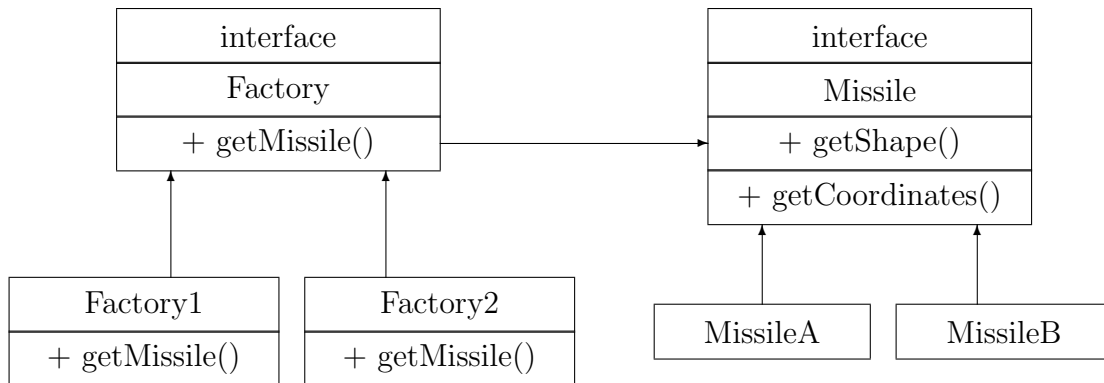 interface
Factory
+ getMissile()
interface
Missile
+ getShape()
+ getCoordinates()
Factory1
+ getMissile()
Factory2
+ getMissile()
MissileA
MissileB